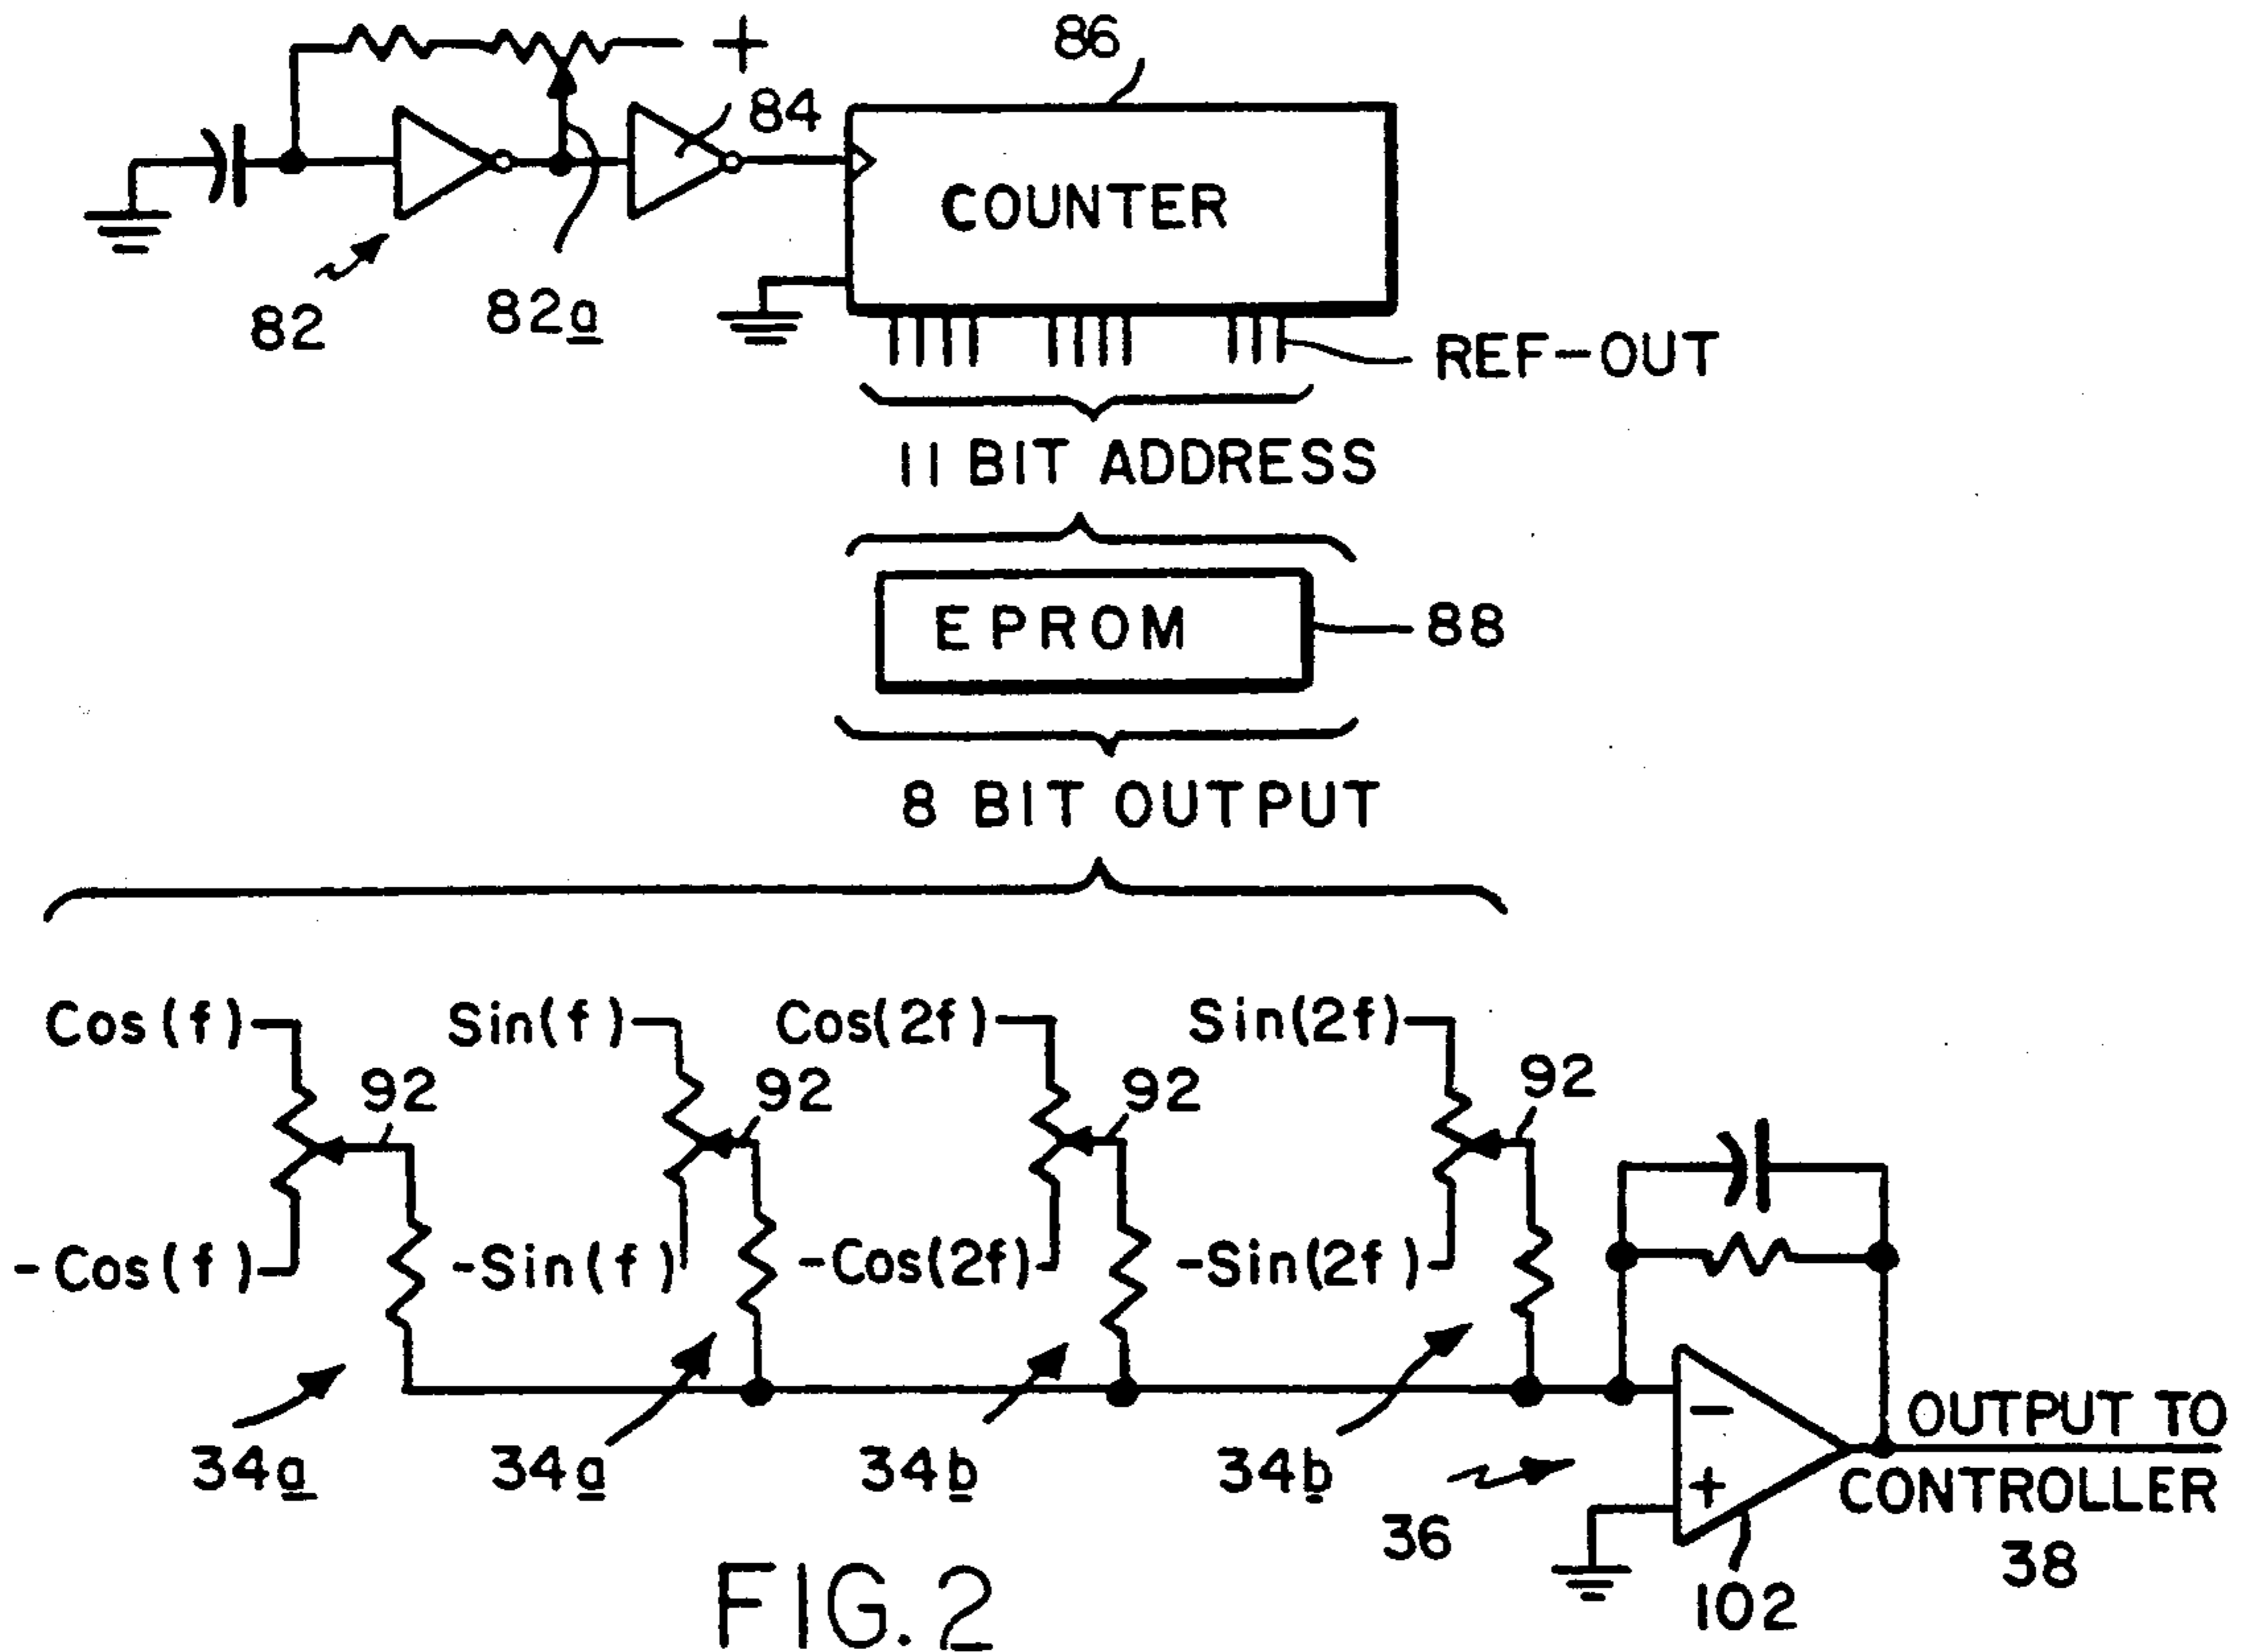 86
+
84
COUNTER
82
82a
REF-OUT
11 BIT ADDRESS
EPROM
88
8 BIT OUTPUT
Cos(f)
Sin(f)
Cos(2f)
Sin(2f)
92
92
92
92
-Cos(f)
-Sin(f)
-Cos(2f)
-Sin(2f)
34a
34a
34b
34b
36
−
+
OUTPUT TO
CONTROLLER
38
102
FIG. 2